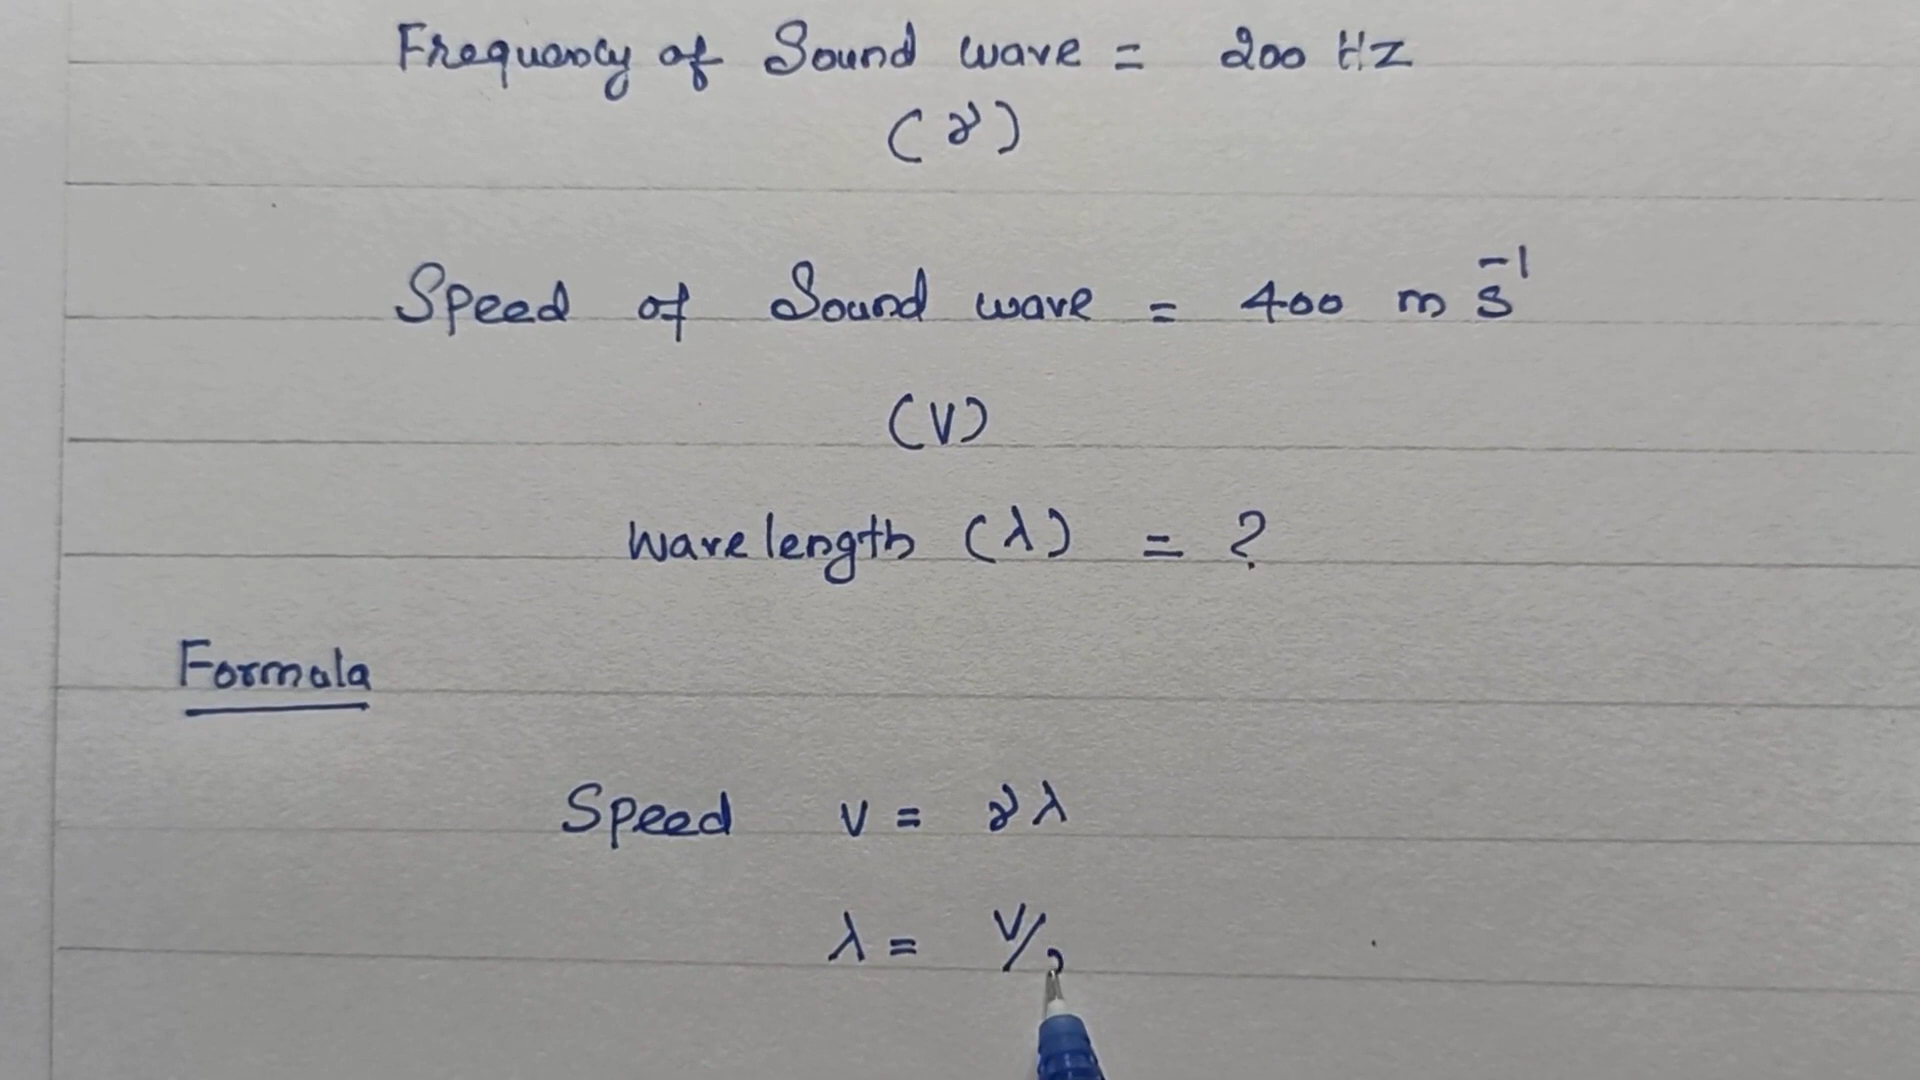 Frequency of Sound wave = 200 Hz
(ν)
Speed of Sound wave = 400 m s⁻¹
(V)
wavelength (λ) = ?
Formula
Speed v = νλ
λ = V/